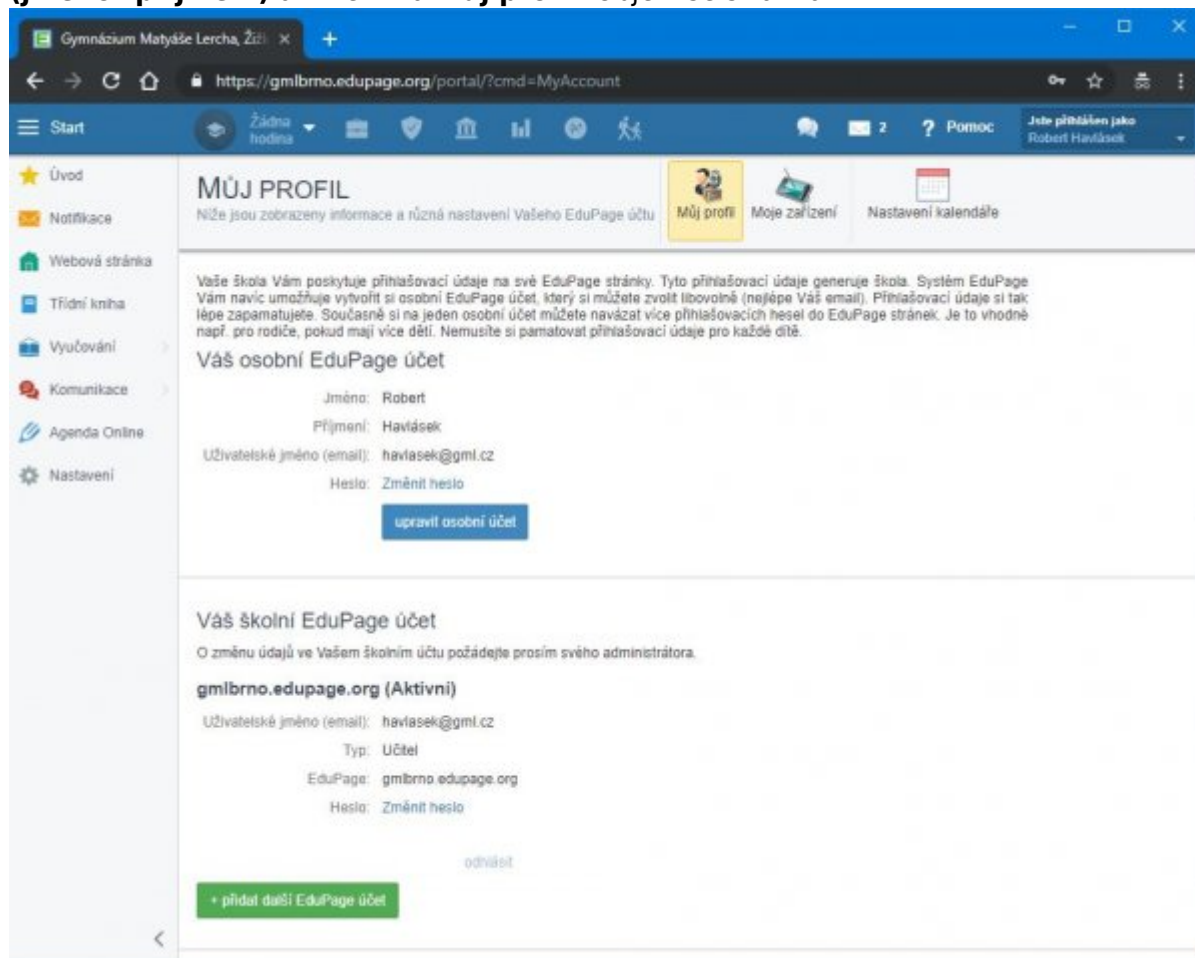 Gymnázium Matyáše Lercha, Žiž
https://gmlbrno.edupage.org/portal/?cmd=MyAccount
Start
Žádna
hodina
2
? Pomoc
Jste přihlášen jako
Robert Havlásek
Úvod
Notifikace
Webová stránka
Třídní kniha
Vyučování
Komunikace
Agenda Online
Nastavení
MŮJ PROFIL
Níže jsou zobrazeny informace a různá nastavení Vašeho EduPage účtu
Můj profil
Moje zařízení
Nastavení kalendáře
Vaše škola Vám poskytuje přihlašovací údaje na své EduPage stránky. Tyto přihlašovací údaje generuje škola. Systém EduPage
Vám navíc umožňuje vytvořit si osobní EduPage účet, který si můžete zvolit libovolně (nejlépe Váš email). Přihlašovací údaje si tak
lépe zapamatujete. Současně si na jeden osobní účet můžete navázat více přihlašovacích hesel do EduPage stránek. Je to vhodné
např. pro rodiče, pokud mají více dětí. Nemusíte si pamatovat přihlašovací údaje pro každé dítě.
Váš osobní EduPage účet
Jméno: Robert
Příjmení: Havlásek
Uživatelské jméno (email): havlasek@gml.cz
Heslo: Změnit heslo
upravit osobní účet
Váš školní EduPage účet
O změnu údajů ve Vašem školním účtu požádejte prosím svého administrátora.
gmlbrno.edupage.org (Aktivní)
Uživatelské jméno (email): havlasek@gml.cz
Typ: Učitel
EduPage: gmlbrno.edupage.org
Heslo: Změnit heslo
odhlásit
+ přidat další EduPage účet